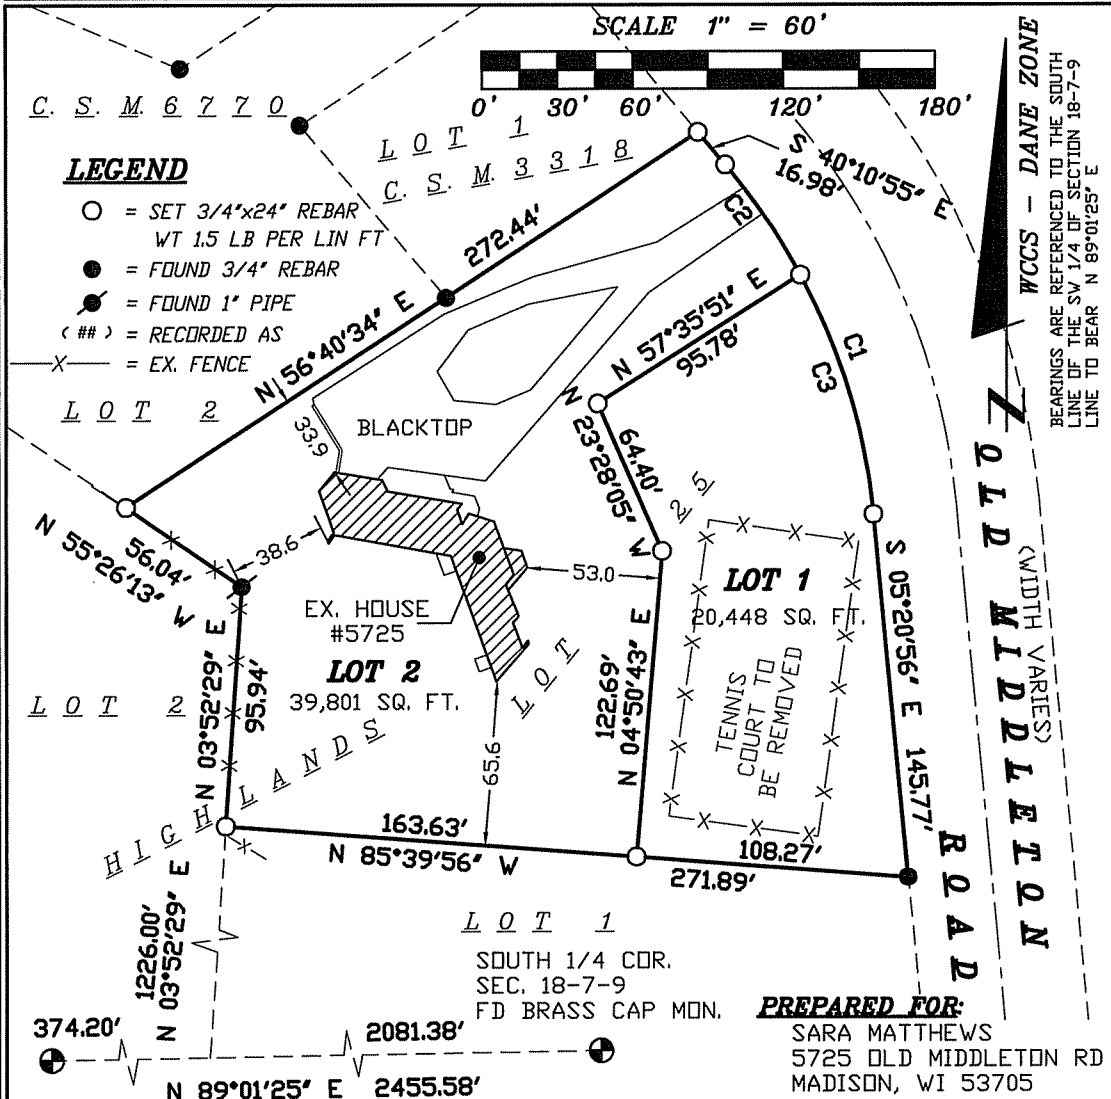 SCALE 1" = 60'
0' 30' 60' 120' 180'
WCCS - DANE ZONE
BEARINGS ARE REFERENCED TO THE SOUTH
LINE OF THE SW 1/4 OF SECTION 18-7-9
LINE TO BEAR N 89°01'25" E
C. S. M. 6770
LOT 1
C. S. M. 3318
S 40°10'55" E
16.98'
LEGEND
= SET 3/4"x24" REBAR
WT 1.5 LB PER LIN FT
= FOUND 3/4" REBAR
= FOUND 1" PIPE
(##) = RECORDED AS
X = EX. FENCE
272.44'
N 56°40'34" E
C2
N 57°35'51" E
95.78'
C1
C3
LOT 2
33.9
BLACKTOP
N 23°28'05" W
64.40'
25
N 55°26'13" W
56.04'
38.6
53.0
LOT 1
20,448 SQ. FT.
EX. HOUSE
#5725
LOT 2
39,801 SQ. FT.
LOT
S 05°20'56" E 145.77'
OLD MIDDLETON
ROAD
(WIDTH VARIES)
LOT 2
N 03°52'29" E
95.94'
122.69'
N 04°50'43" E
TENNIS
COURT TO
BE REMOVED
HIGHLANDS
65.6
163.63'
N 85°39'56" W
108.27'
271.89'
1226.00'
N 03°52'29" E
LOT 1
SOUTH 1/4 COR.
SEC. 18-7-9
FD BRASS CAP MON.
PREPARED FOR:
SARA MATTHEWS
5725 OLD MIDDLETON RD
MADISON, WI 53705
374.20'
2081.38'
N 89°01'25" E 2455.58'